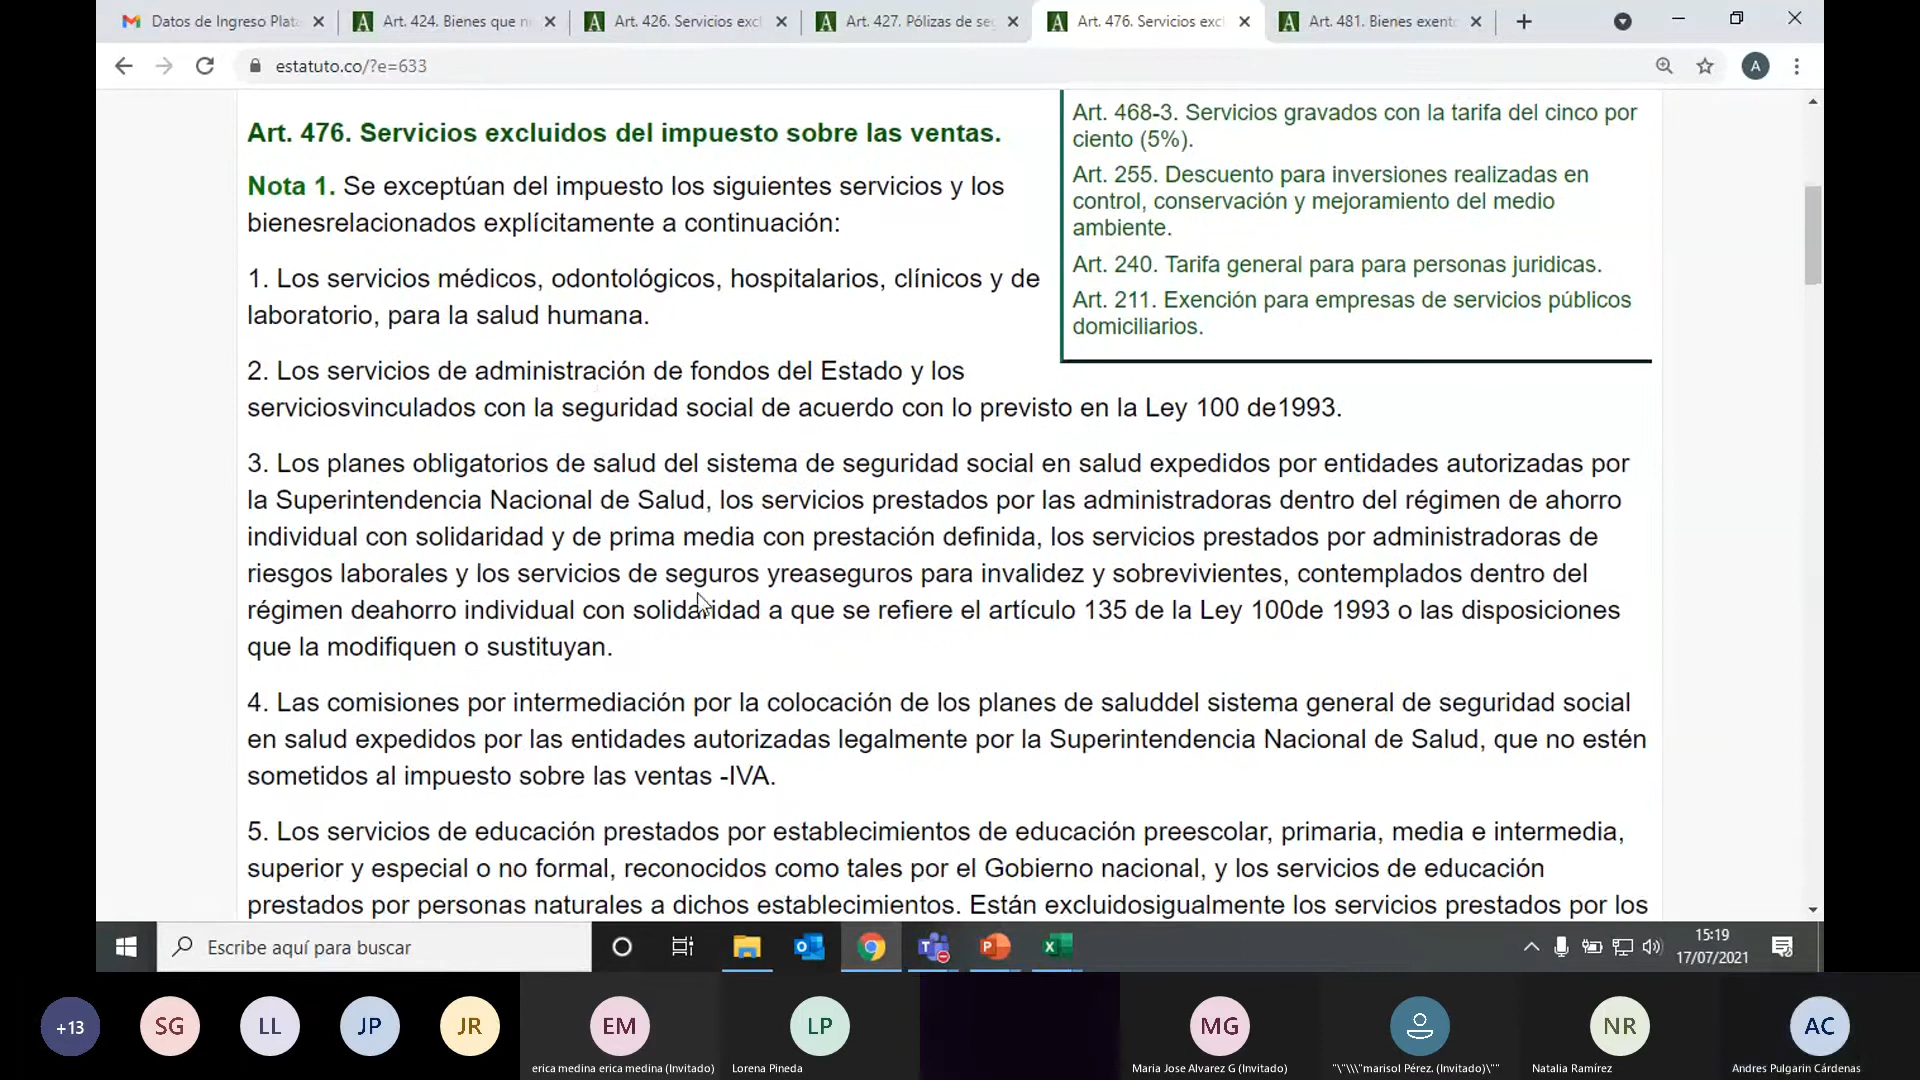 Datos de Ingreso Plat
Art. 424. Bienes que n
Art. 426. Servicios exc
Art. 427. Pólizas de se
Art. 476. Servicios exc
Art. 481. Bienes exent
estatuto.co/?e=633
A
Art. 476. Servicios excluidos del impuesto sobre las ventas.
Nota 1. Se exceptúan del impuesto los siguientes servicios y los
bienesrelacionados explícitamente a continuación:
1. Los servicios médicos, odontológicos, hospitalarios, clínicos y de
laboratorio, para la salud humana.
Art. 468-3. Servicios gravados con la tarifa del cinco por
ciento (5%).
Art. 255. Descuento para inversiones realizadas en
control, conservación y mejoramiento del medio
ambiente.
Art. 240. Tarifa general para para personas juridicas.
Art. 211. Exención para empresas de servicios públicos
domiciliarios.
2. Los servicios de administración de fondos del Estado y los
serviciosvinculados con la seguridad social de acuerdo con lo previsto en la Ley 100 de1993.
3. Los planes obligatorios de salud del sistema de seguridad social en salud expedidos por entidades autorizadas por
la Superintendencia Nacional de Salud, los servicios prestados por las administradoras dentro del régimen de ahorro
individual con solidaridad y de prima media con prestación definida, los servicios prestados por administradoras de
riesgos laborales y los servicios de seguros yreaseguros para invalidez y sobrevivientes, contemplados dentro del
régimen deahorro individual con solidaridad a que se refiere el artículo 135 de la Ley 100de 1993 o las disposiciones
que la modifiquen o sustituyan.
4. Las comisiones por intermediación por la colocación de los planes de saluddel sistema general de seguridad social
en salud expedidos por las entidades autorizadas legalmente por la Superintendencia Nacional de Salud, que no estén
sometidos al impuesto sobre las ventas -IVA.
5. Los servicios de educación prestados por establecimientos de educación preescolar, primaria, media e intermedia,
superior y especial o no formal, reconocidos como tales por el Gobierno nacional, y los servicios de educación
prestados por personas naturales a dichos establecimientos. Están excluidosigualmente los servicios prestados por los
Escribe aquí para buscar
15:19
17/07/2021
+13
SG
LL
JP
JR
EM
LP
MG
NR
AC
erica medina erica medina (Invitado)
Lorena Pineda
Maria Jose Alvarez G (Invitado)
"\"\\\"marisol Pérez. (Invitado)\""
Natalia Ramírez
Andres Pulgarin Cárdenas